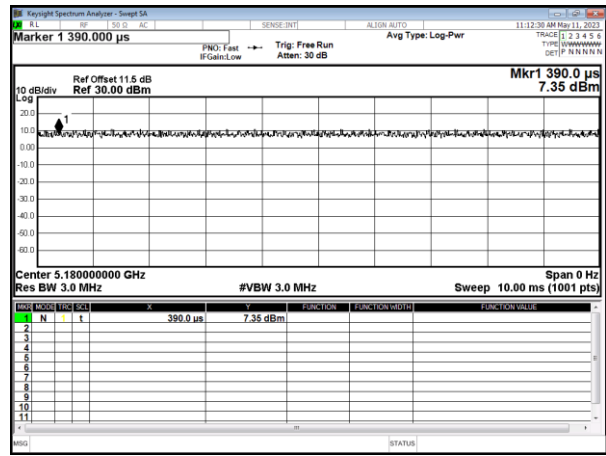 Keysight Spectrum Analyzer - Swept SA
RL RF 50 Ω AC SENSE:INT ALIGN AUTO 11:12:30 AM May 11, 2023
Marker 1 390.000 µs
PNO: Fast Trig: Free Run
IFGain:Low Atten: 30 dB
Avg Type: Log-Pwr
TRACE 1 2 3 4 5 6
TYPE WWWWWW
DET P N N N N N
Mkr1 390.0 µs
7.35 dBm
Ref Offset 11.5 dB
10 dB/div Ref 30.00 dBm
Log
1
20.0
10.0
0.00
-10.0
-20.0
-30.0
-40.0
-50.0
-60.0
Center 5.180000000 GHz Span 0 Hz
Res BW 3.0 MHz #VBW 3.0 MHz Sweep 10.00 ms (1001 pts)
MKR MODE TRC SCL X Y FUNCTION FUNCTION WIDTH FUNCTION VALUE
1 N 1 t 390.0 µs 7.35 dBm
2
3
4
5
6
7
8
9
10
11
MSG STATUS